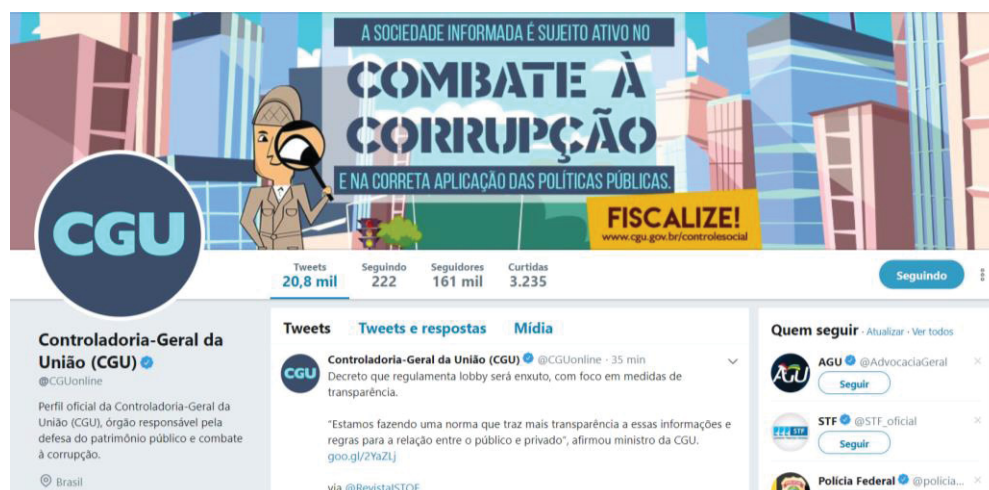 A SOCIEDADE INFORMADA É SUJEITO ATIVO NO
COMBATE À
CORRUPÇÃO
E NA CORRETA APLICAÇÃO DAS POLÍTICAS PÚBLICAS.
FISCALIZE!
www.cgu.gov.br/controlesocial
CGU
Tweets Seguindo Seguidores Curtidas
20,8 mil 222 161 mil 3.235
Seguindo
Controladoria-Geral da
União (CGU)
@CGUonline
Perfil oficial da Controladoria-Geral da
União (CGU), órgão responsável pela
defesa do patrimônio público e combate
à corrupção.
Brasil
Tweets Tweets e respostas Mídia
CGU
Controladoria-Geral da União (CGU) @CGUonline · 35 min
Decreto que regulamenta lobby será enxuto, com foco em medidas de
transparência.
"Estamos fazendo uma norma que traz mais transparência a essas informações e
regras para a relação entre o público e privado", afirmou ministro da CGU.
goo.gl/2YaZLj
via @RevistaISTOE
Quem seguir · Atualizar · Ver todos
AGU
AGU @AdvocaciaGeral
Seguir
STF
STF @STF_oficial
Seguir
Polícia Federal @policia...